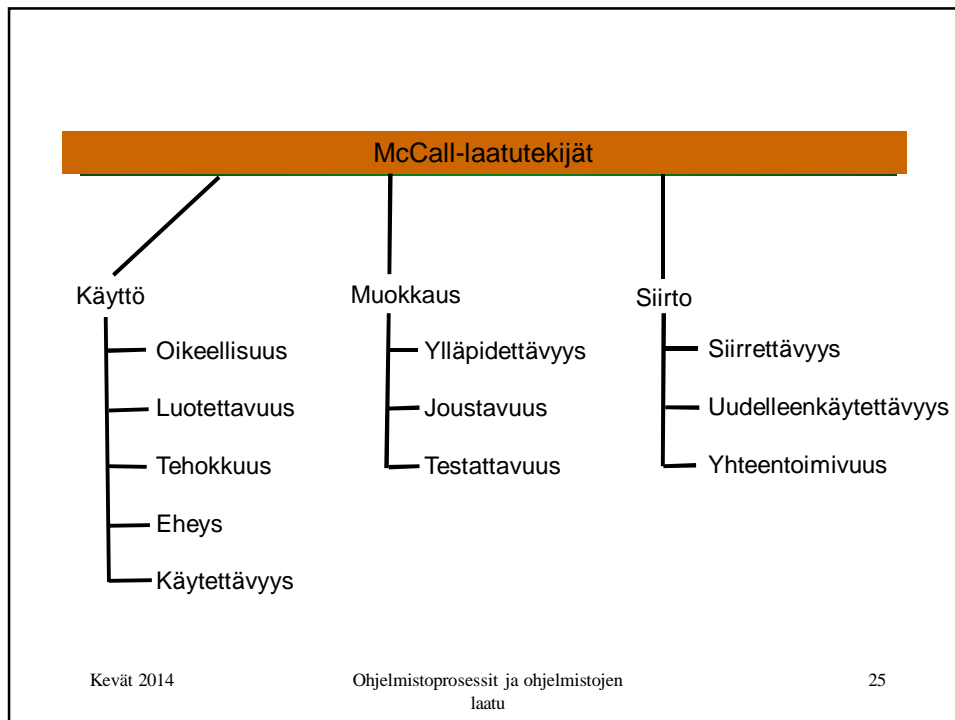 McCall-laatutekijät
Käyttö
Oikeellisuus
Luotettavuus
Tehokkuus
Eheys
Käytettävyys
Muokkaus
Ylläpidettävyys
Joustavuus
Testattavuus
Siirto
Siirrettävyys
Uudelleenkäytettävyys
Yhteentoimivuus
Kevät 2014
Ohjelmistoprosessit ja ohjelmistojen
laatu
25